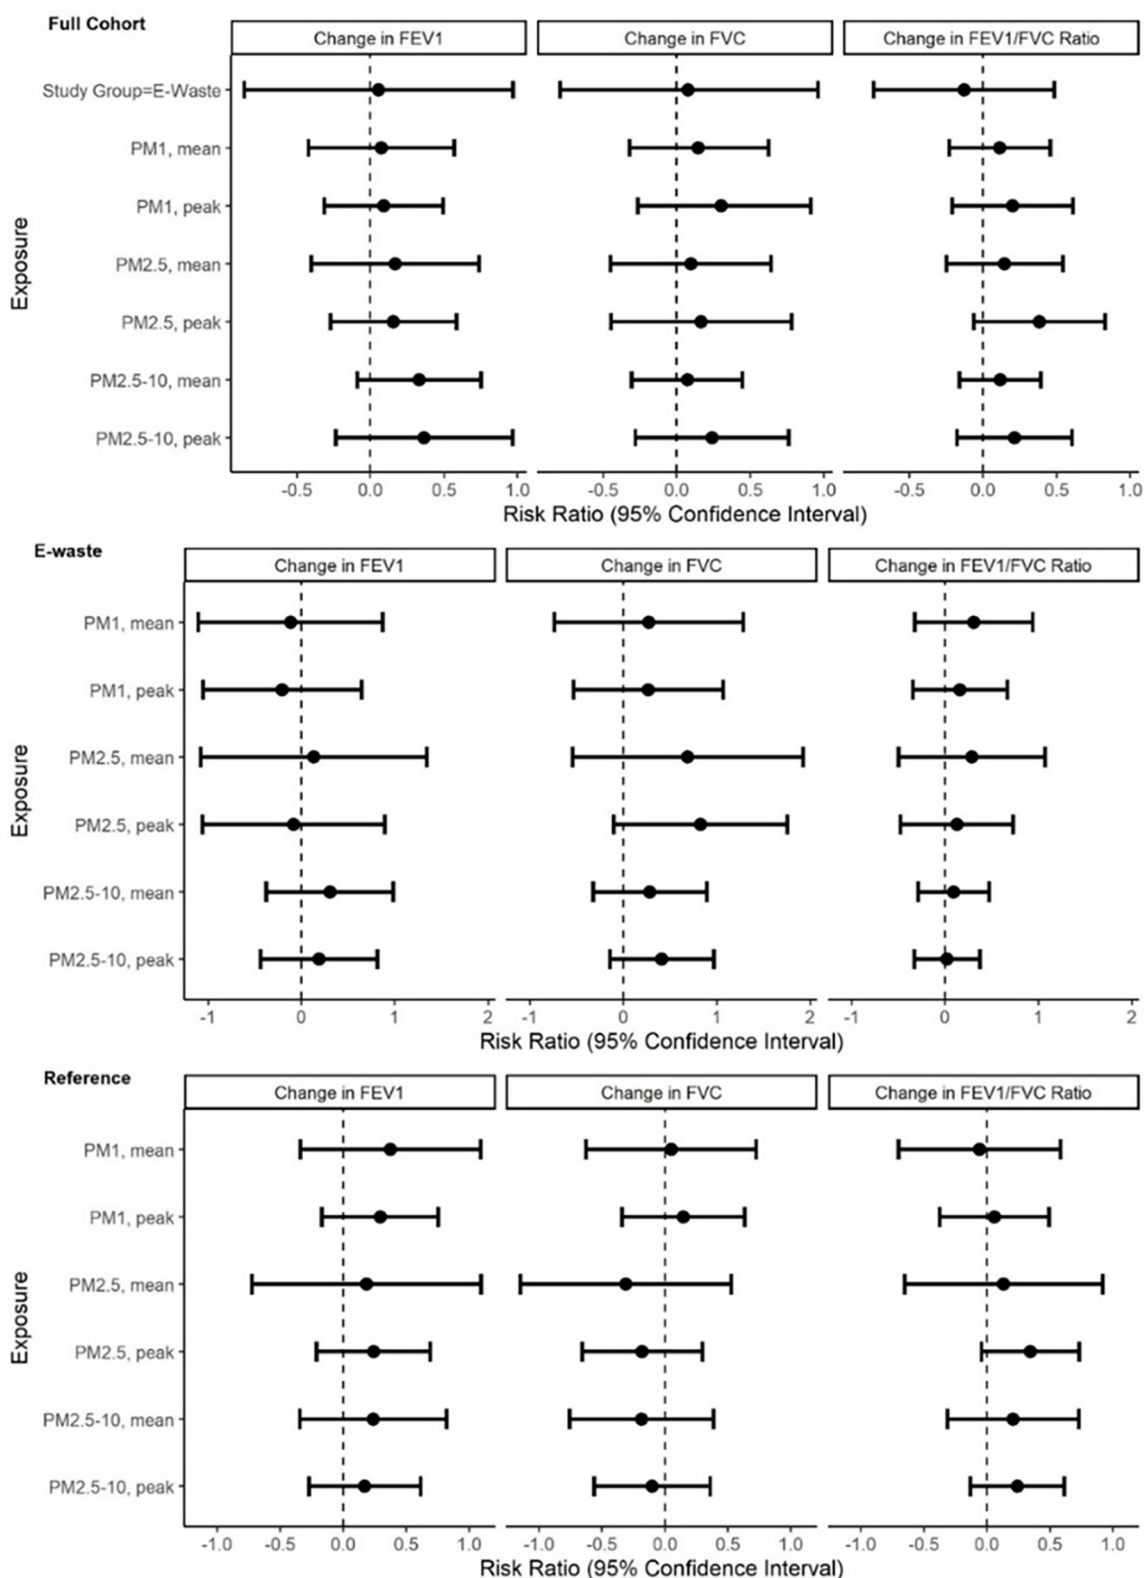 Full Cohort
Change in FEV1 Change in FVC Change in FEV1/FVC Ratio
Exposure
Study Group=E-Waste
PM1, mean
PM1, peak
PM2.5, mean
PM2.5, peak
PM2.5-10, mean
PM2.5-10, peak
-0.5 0.0 0.5 1.0 -0.5 0.0 0.5 1.0 -0.5 0.0 0.5 1.0
Risk Ratio (95% Confidence Interval)
E-waste
Change in FEV1 Change in FVC Change in FEV1/FVC Ratio
Exposure
PM1, mean
PM1, peak
PM2.5, mean
PM2.5, peak
PM2.5-10, mean
PM2.5-10, peak
-1 0 1 2 -1 0 1 2 -1 0 1 2
Risk Ratio (95% Confidence Interval)
Reference
Change in FEV1 Change in FVC Change in FEV1/FVC Ratio
Exposure
PM1, mean
PM1, peak
PM2.5, mean
PM2.5, peak
PM2.5-10, mean
PM2.5-10, peak
-1.0 -0.5 0.0 0.5 1.0 -1.0 -0.5 0.0 0.5 1.0 -1.0 -0.5 0.0 0.5 1.0
Risk Ratio (95% Confidence Interval)